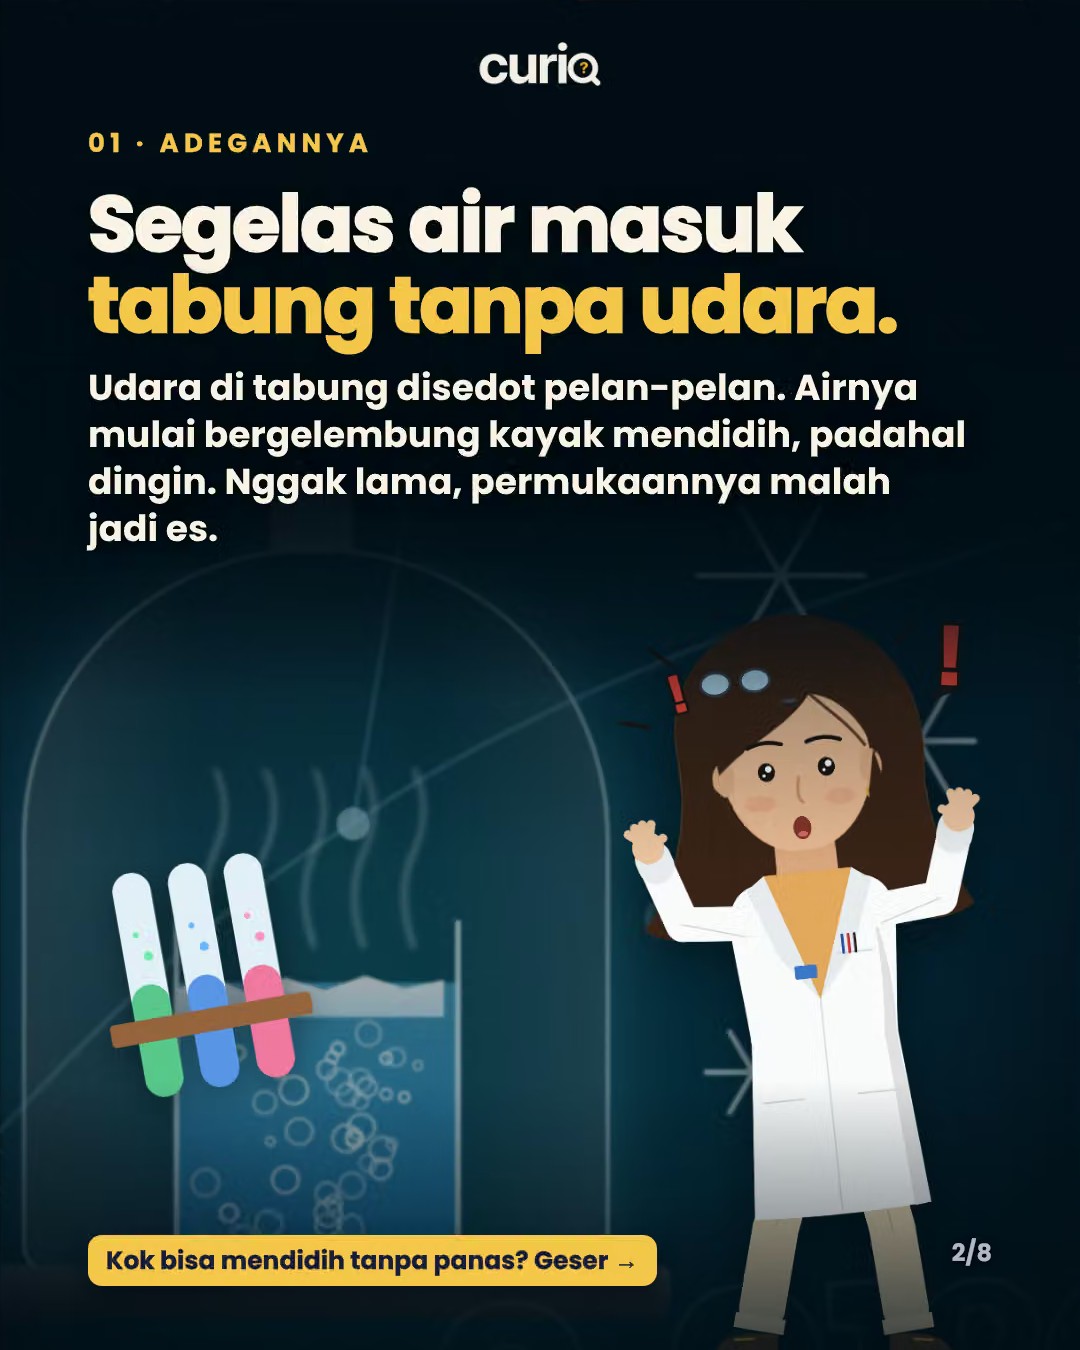 curiQ
01 · ADEGANNYA
Segelas air masuk
tabung tanpa udara.
Udara di tabung disedot pelan-pelan. Airnya
mulai bergelembung kayak mendidih, padahal
dingin. Nggak lama, permukaannya malah
jadi es.
Kok bisa mendidih tanpa panas? Geser →
2/8